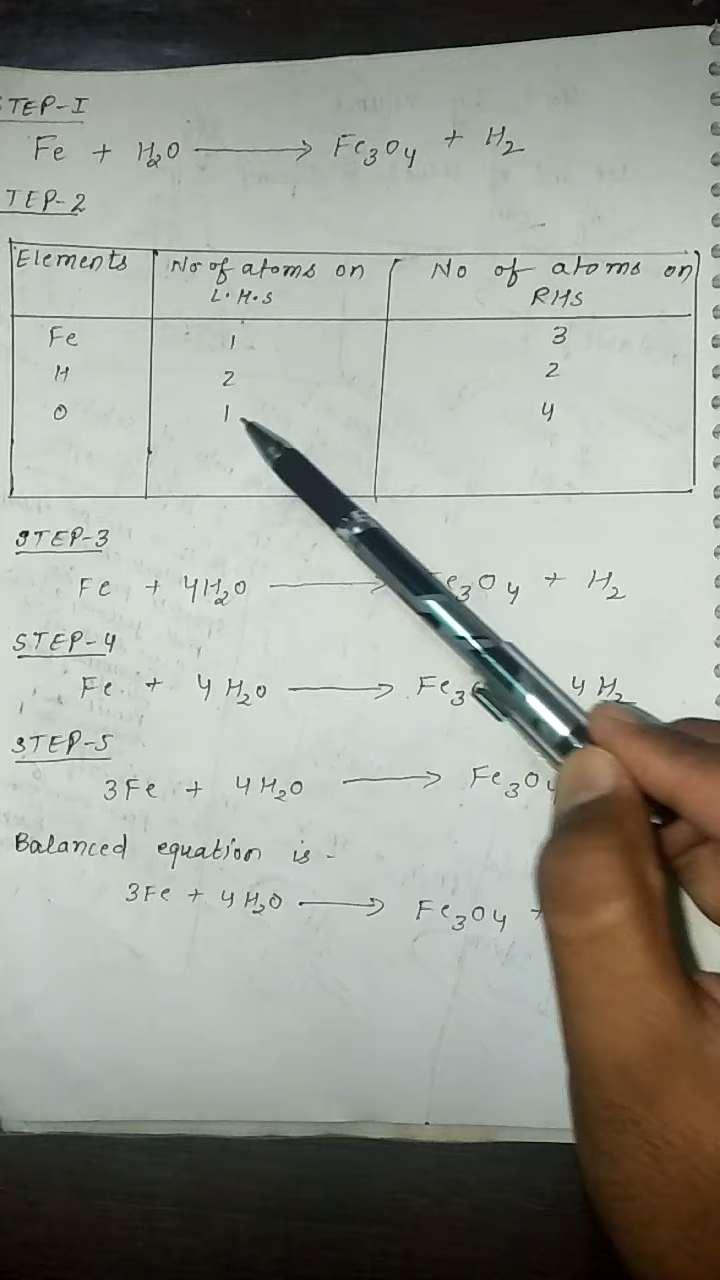 STEP-I
Fe + H2O ⟶ Fe3O4 + H2
TEP-2
Elements No of atoms on L.H.S No of atoms on RHS
Fe 1 3
H 2 2
O 1 4
STEP-3
Fe + 4H2O ⟶ e3O4 + H2
STEP-4
Fe + 4H2O ⟶ Fe3 4H2
STEP-5
3Fe + 4H2O ⟶ Fe3O4
Balanced equation is -
3Fe + 4H2O ⟶ Fe3O4 +